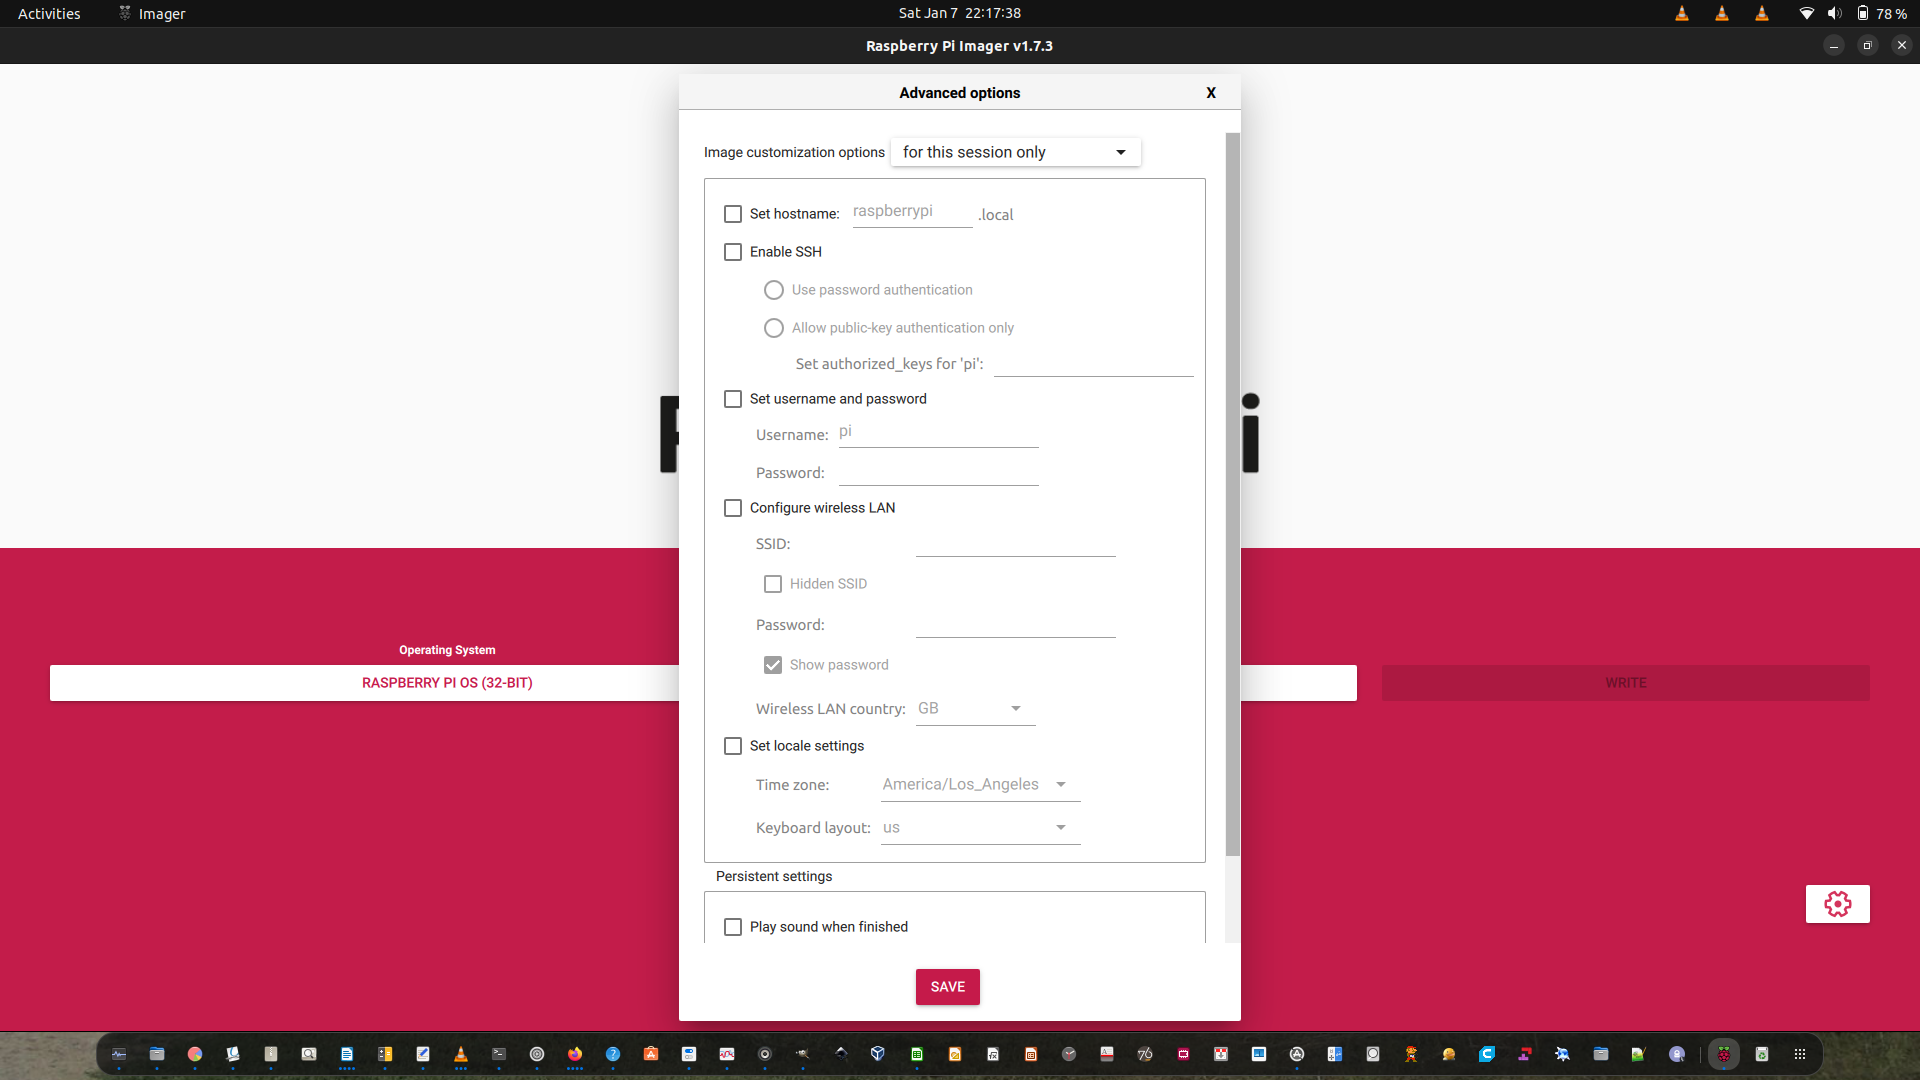 Activities
Imager
Sat Jan 7 22:17:38
78 %
Raspberry Pi Imager v1.7.3
Advanced options
X
Image customization options for this session only
Set hostname: raspberrypi .local
Enable SSH
Use password authentication
Allow public-key authentication only
Set authorized_keys for 'pi':
Set username and password
Username: pi
Password:
Configure wireless LAN
SSID:
Hidden SSID
Password:
Show password
Wireless LAN country: GB
Set locale settings
Time zone: America/Los_Angeles
Keyboard layout: us
Persistent settings
Play sound when finished
SAVE
i
Operating System
RASPBERRY PI OS (32-BIT)
WRITE